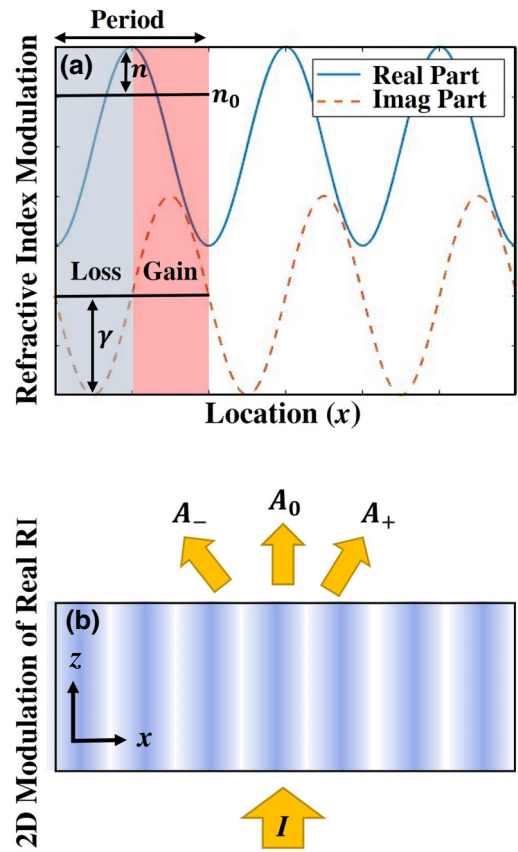 Period
(a)
n
n₀
Real Part
Imag Part
Loss
Gain
γ
Refractive Index Modulation
Location (x)
A₋
A₀
A₊
(b)
z
x
2D Modulation of Real RI
I